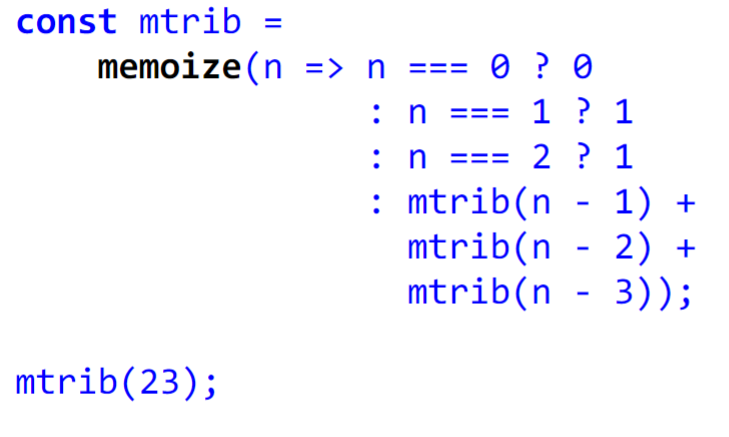 const mtrib =
    memoize(n => n === 0 ? 0
                 : n === 1 ? 1
                 : n === 2 ? 1
                 : mtrib(n - 1) +
                   mtrib(n - 2) +
                   mtrib(n - 3));
mtrib(23);